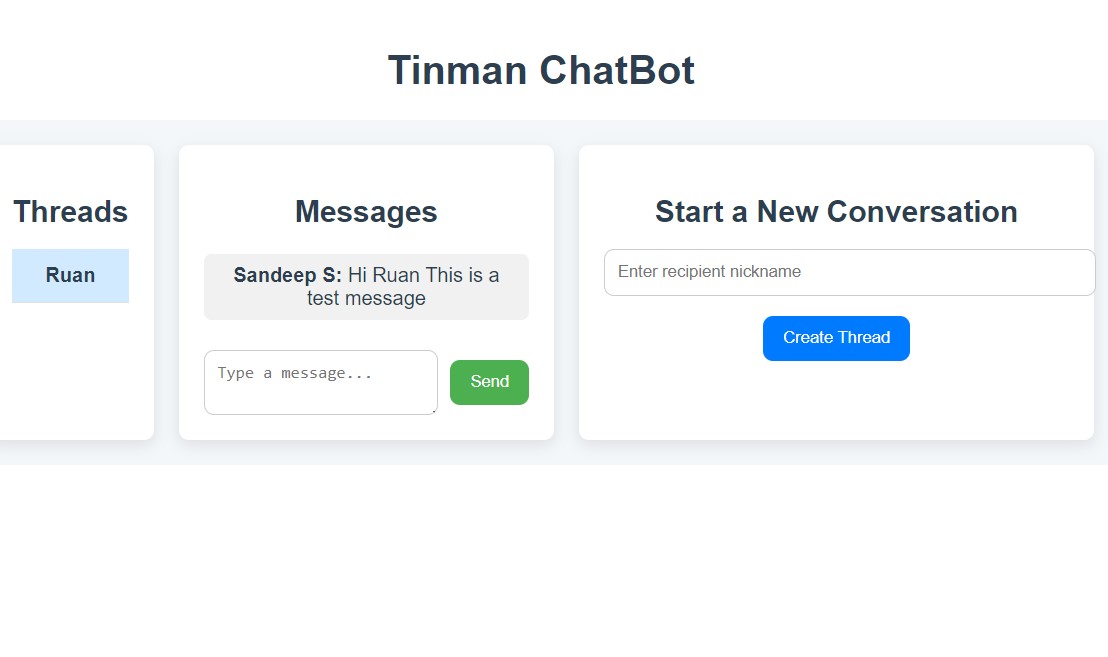 Tinman ChatBot
Threads
Ruan
Messages
Sandeep S: Hi Ruan This is a
test message
Type a message...
Send
Start a New Conversation
Enter recipient nickname
Create Thread